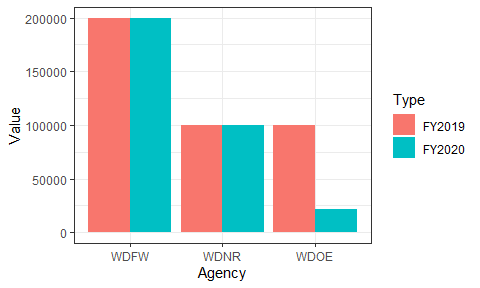 200000
150000
100000
50000
0
Value
WDFW WDNR WDOE
Agency
Type
FY2019
FY2020